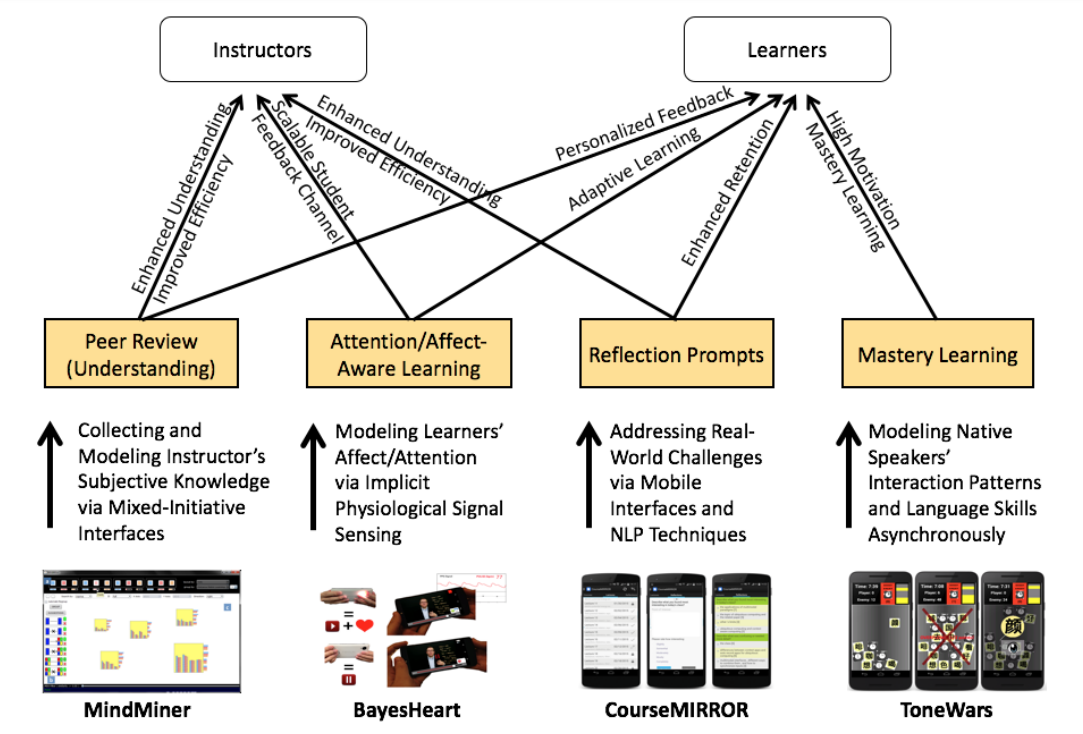 Instructors
Learners
Enhanced Understanding
Improved Efficiency
Scalable Student
Feedback Channel
Enhanced Understanding
Improved Efficiency
Personalized Feedback
Adaptive Learning
Enhanced Retention
High Motivation
Mastery Learning
Peer Review
(Understanding)
Attention/Affect-
Aware Learning
Reflection Prompts
Mastery Learning
Collecting and
Modeling Instructor's
Subjective Knowledge
via Mixed-Initiative
Interfaces
Modeling Learners'
Affect/Attention
via Implicit
Physiological Signal
Sensing
Addressing Real-
World Challenges
via Mobile
Interfaces and
NLP Techniques
Modeling Native
Speakers'
Interaction Patterns
and Language Skills
Asynchronously
MindMiner
BayesHeart
CourseMIRROR
ToneWars